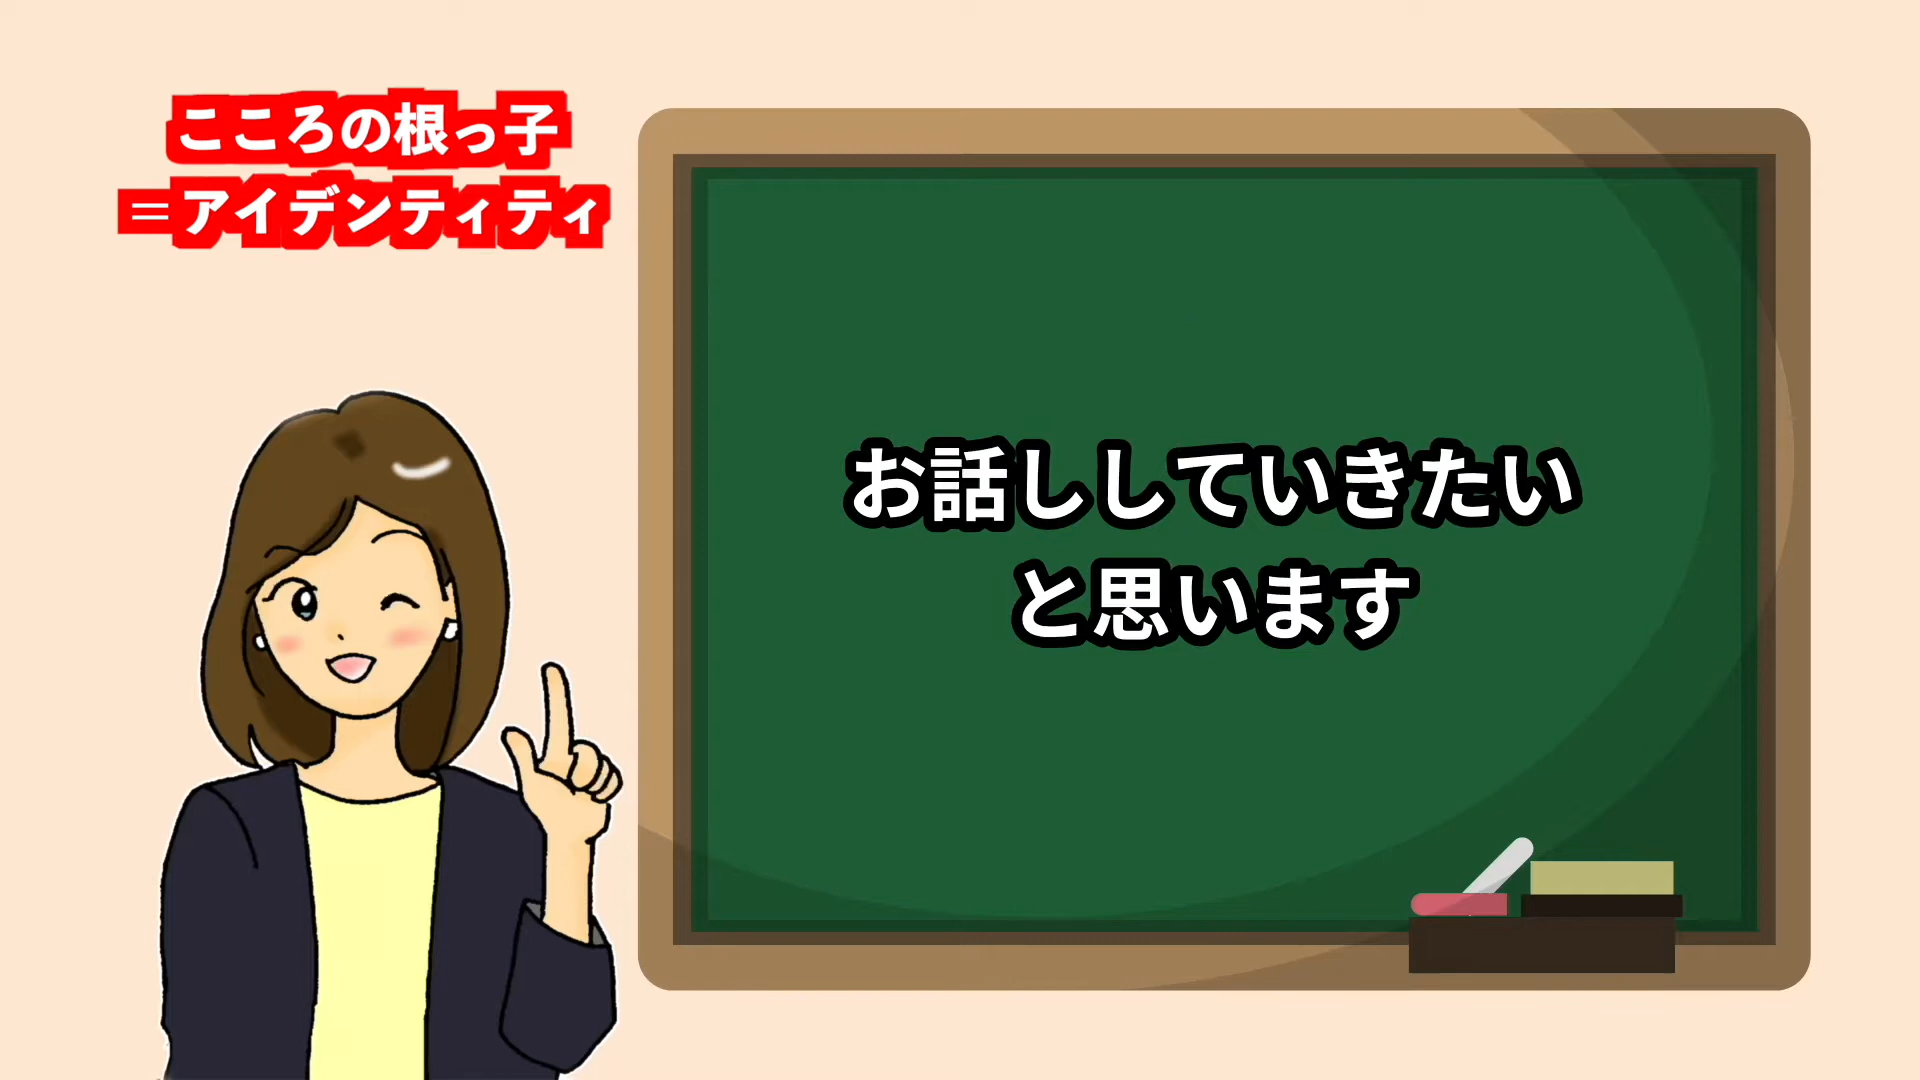 こころの根っ子
＝アイデンティティ
お話ししていきたい
と思います